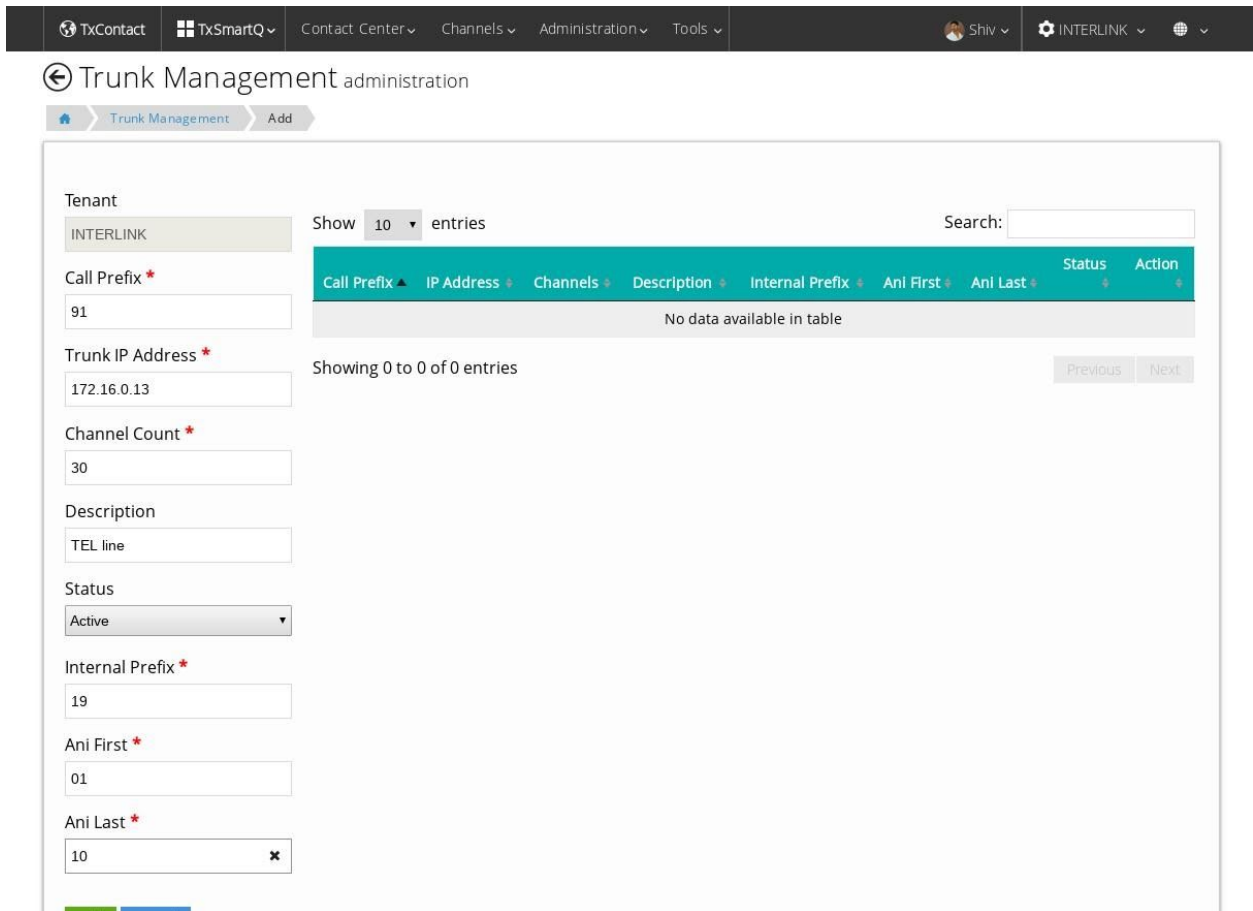 TxContact TxSmartQ Contact Center Channels Administration Tools Shiv INTERLINK
Trunk Management administration
Trunk Management Add
Tenant
INTERLINK
Call Prefix *
91
Trunk IP Address *
172.16.0.13
Channel Count *
30
Description
TEL line
Status
Active
Internal Prefix *
19
Ani First *
01
Ani Last *
10
Show 10 entries Search:
Call Prefix IP Address Channels Description Internal Prefix Ani First Ani Last Status Action
No data available in table
Showing 0 to 0 of 0 entries Previous Next